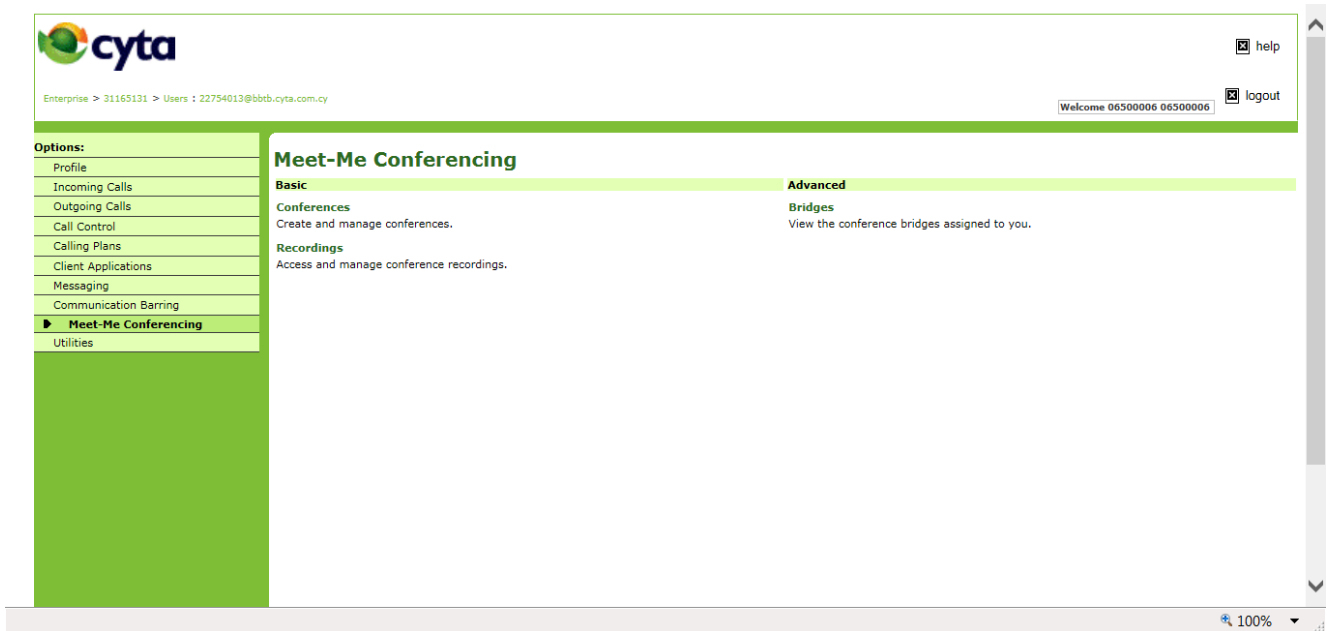 cyta
help
Enterprise > 31165131 > Users : 22754013@bbtb.cyta.com.cy
logout
Welcome 06500006 06500006
Options:
Profile
Incoming Calls
Outgoing Calls
Call Control
Calling Plans
Client Applications
Messaging
Communication Barring
Meet-Me Conferencing
Utilities
Meet-Me Conferencing
Basic
Conferences
Create and manage conferences.
Recordings
Access and manage conference recordings.
Advanced
Bridges
View the conference bridges assigned to you.
100%